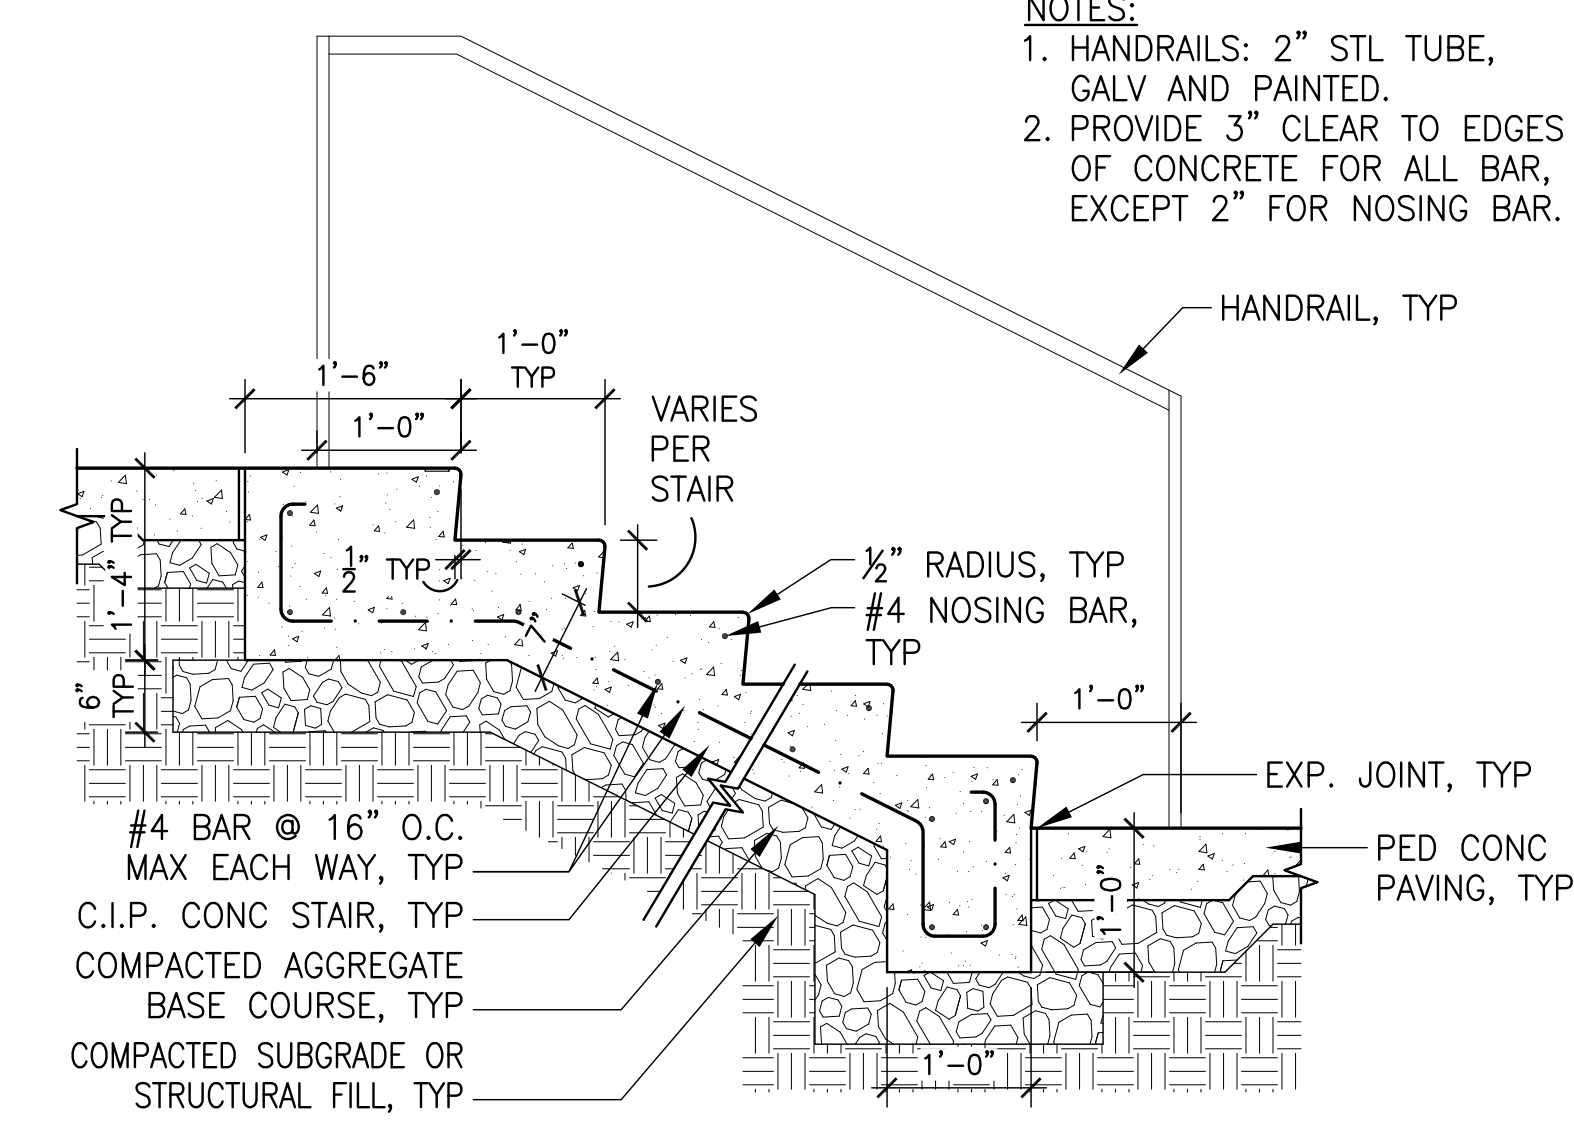 NOTES:
1. HANDRAILS: 2" STL TUBE,
GALV AND PAINTED.
2. PROVIDE 3" CLEAR TO EDGES
OF CONCRETE FOR ALL BAR,
EXCEPT 2" FOR NOSING BAR.
HANDRAIL, TYP
1'-0"
TYP
1'-6"
1'-0"
VARIES
PER
STAIR
1'-4" TYP
6"
TYP
1/2" TYP
7"
½" RADIUS, TYP
#4 NOSING BAR,
TYP
1'-0"
EXP. JOINT, TYP
PED CONC
PAVING, TYP
1'-0"
#4 BAR @ 16" O.C.
MAX EACH WAY, TYP
C.I.P. CONC STAIR, TYP
COMPACTED AGGREGATE
BASE COURSE, TYP
COMPACTED SUBGRADE OR
STRUCTURAL FILL, TYP
1'-0"